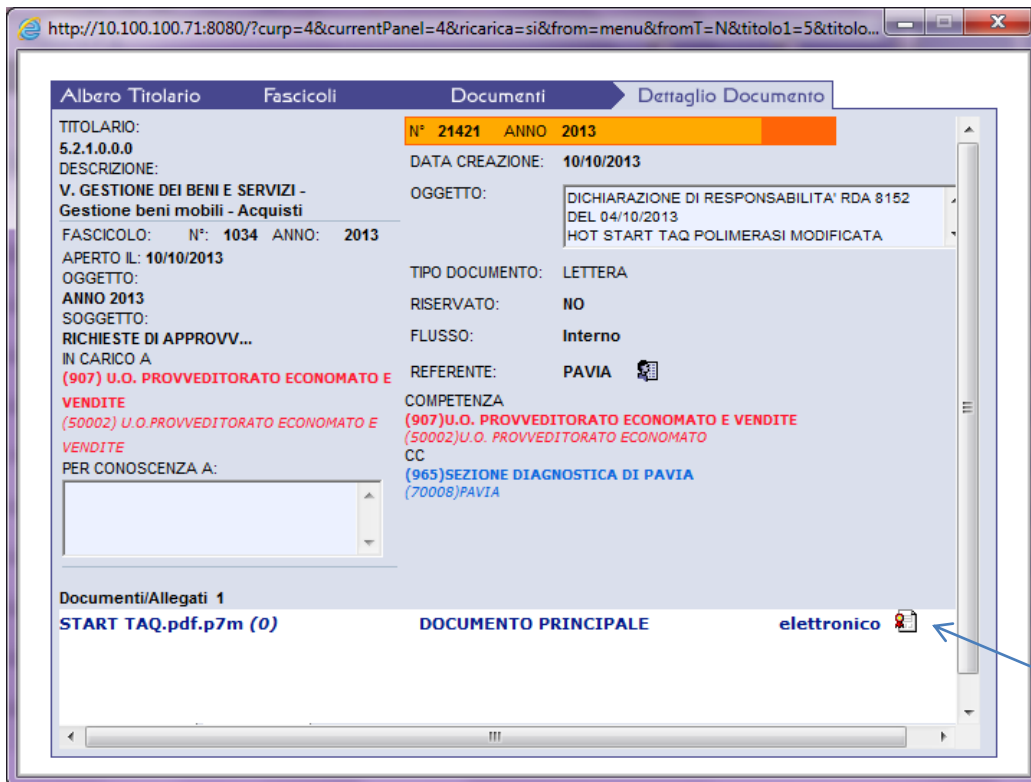 http://10.100.100.71:8080/?curp=4&currentPanel=4&ricarica=si&from=menu&fromT=N&titolo1=5&titolo...
Albero Titolario Fascicoli Documenti Dettaglio Documento
TITOLARIO:
5.2.1.0.0.0
DESCRIZIONE:
V. GESTIONE DEI BENI E SERVIZI -
Gestione beni mobili - Acquisti
FASCICOLO: N°: 1034 ANNO: 2013
APERTO IL: 10/10/2013
OGGETTO:
ANNO 2013
SOGGETTO:
RICHIESTE DI APPROVV...
IN CARICO A
(907) U.O. PROVVEDITORATO ECONOMATO E
VENDITE
(50002) U.O.PROVVEDITORATO ECONOMATO E
VENDITE
PER CONOSCENZA A:
N° 21421 ANNO 2013
DATA CREAZIONE: 10/10/2013
OGGETTO:
DICHIARAZIONE DI RESPONSABILITA' RDA 8152
DEL 04/10/2013
HOT START TAQ POLIMERASI MODIFICATA
TIPO DOCUMENTO: LETTERA
RISERVATO: NO
FLUSSO: Interno
REFERENTE: PAVIA
COMPETENZA
(907)U.O. PROVVEDITORATO ECONOMATO E VENDITE
(50002)U.O. PROVVEDITORATO ECONOMATO
CC
(965)SEZIONE DIAGNOSTICA DI PAVIA
(70008)PAVIA
Documenti/Allegati 1
START TAQ.pdf.p7m (0) DOCUMENTO PRINCIPALE elettronico